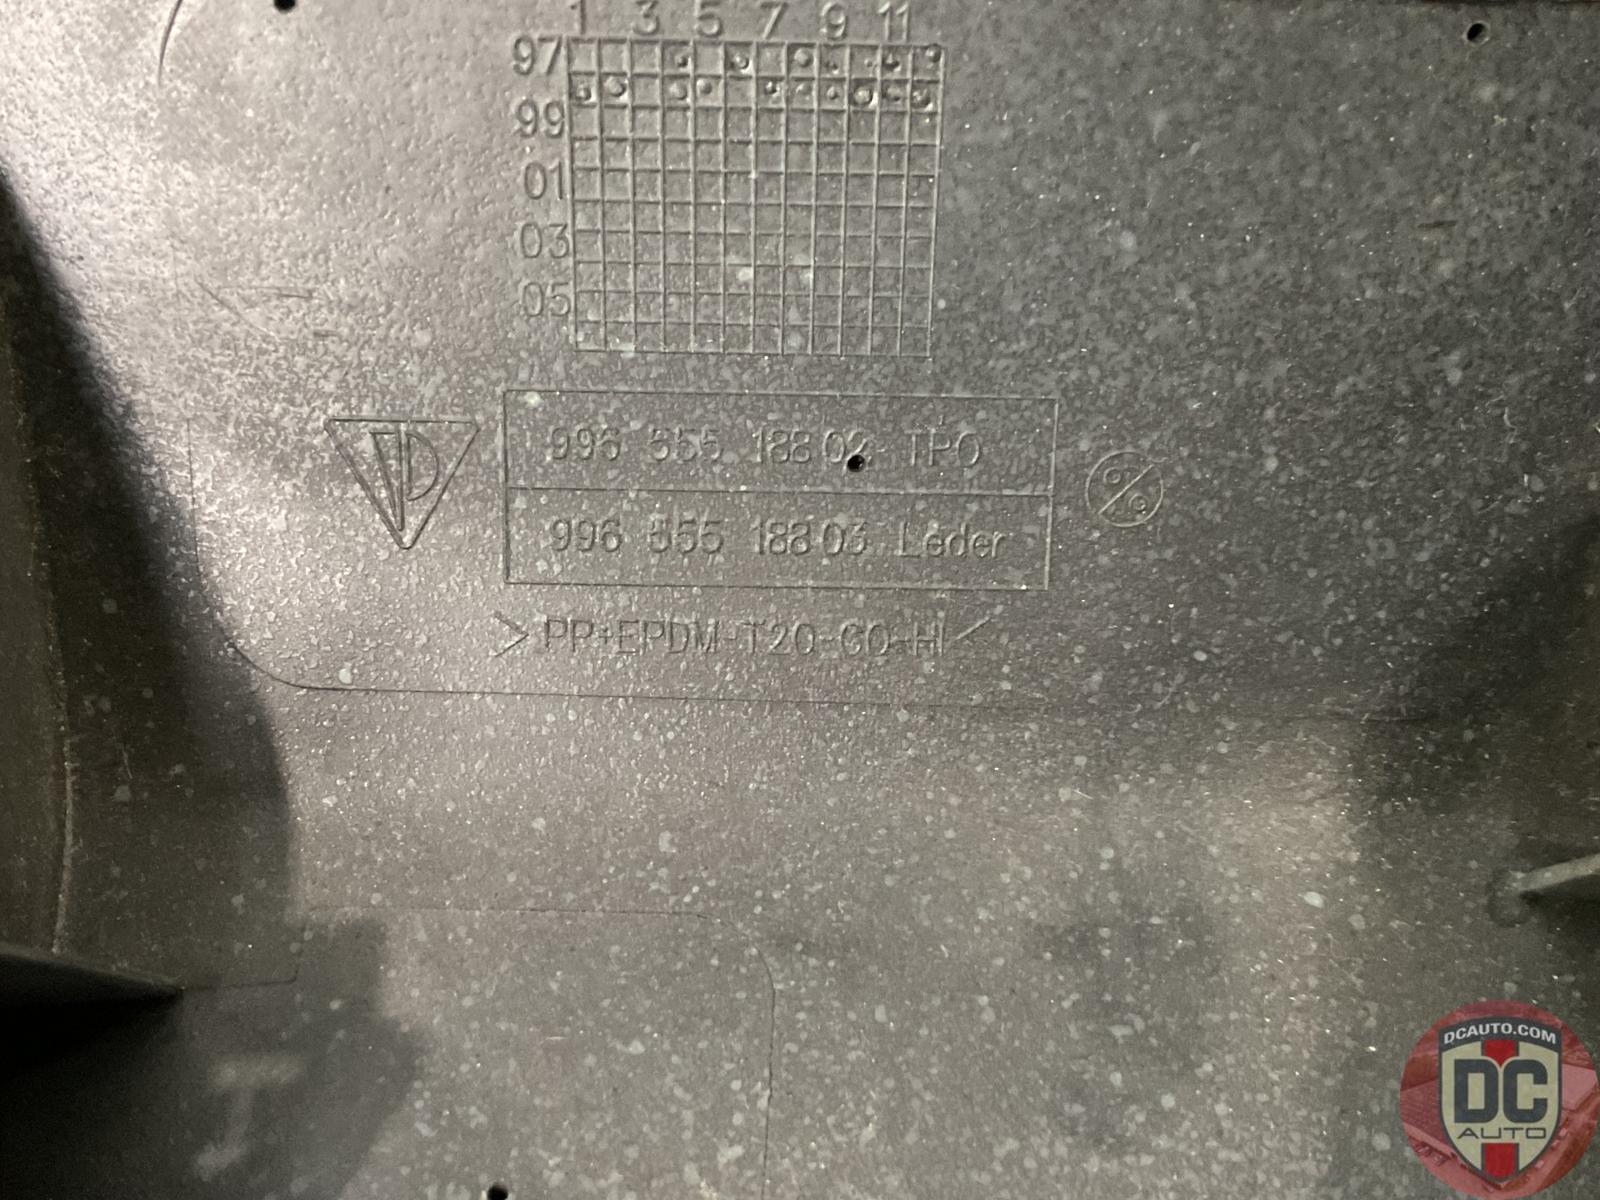 1 3 5 7 9 11
97
99
01
03
05
996 555 188 02 TPO
996 555 188 03 Leder
>PP+EPDM-T20-GO-HI<
DCAUTO.COM
DC
AUTO